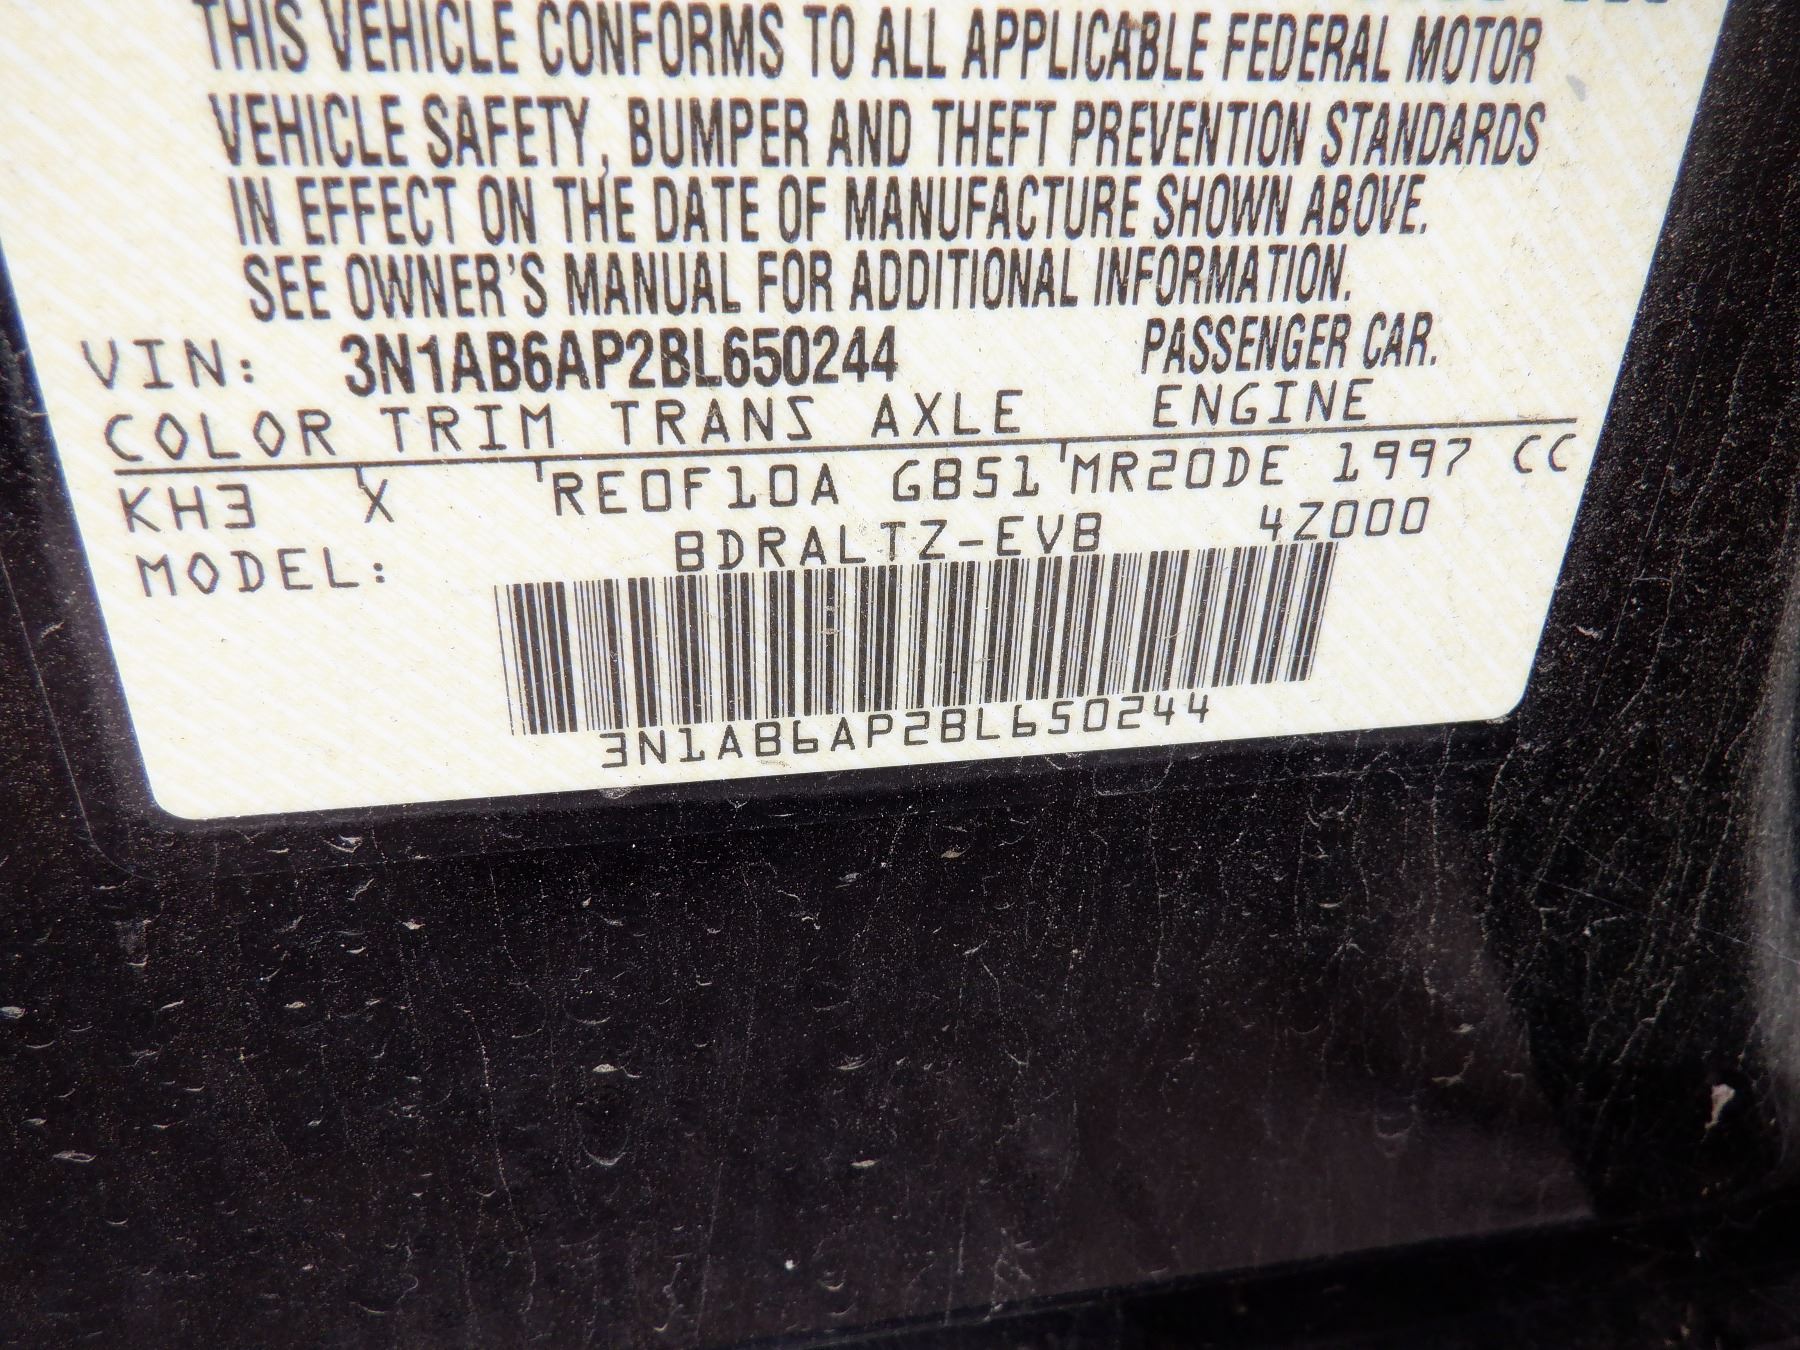 THIS VEHICLE CONFORMS TO ALL APPLICABLE FEDERAL MOTOR
VEHICLE SAFETY, BUMPER AND THEFT PREVENTION STANDARDS
IN EFFECT ON THE DATE OF MANUFACTURE SHOWN ABOVE.
SEE OWNER'S MANUAL FOR ADDITIONAL INFORMATION.
VIN: 3N1AB6AP2BL650244 PASSENGER CAR.
COLOR TRIM TRANS AXLE ENGINE
KH3 X RE0F10A GB51 MR20DE 1997 CC
MODEL: BDRALTZ-EVB 4Z000
3N1AB6AP2BL650244